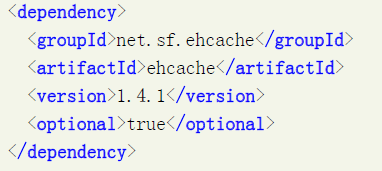 <dependency>
  <groupId>net.sf.ehcache</groupId>
  <artifactId>ehcache</artifactId>
  <version>1.4.1</version>
  <optional>true</optional>
</dependency>